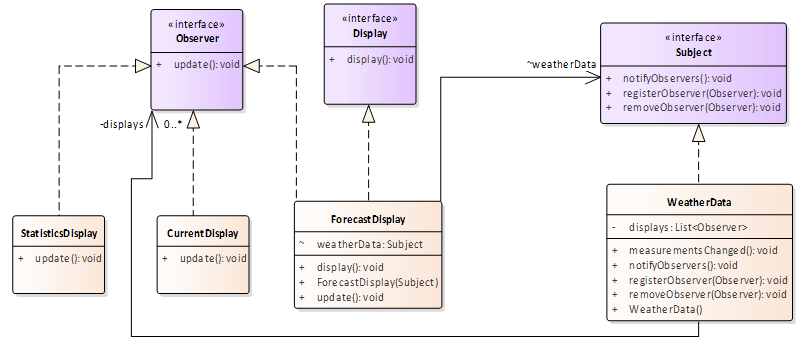 «interface»
Observer
+ update(): void
«interface»
Display
+ display(): void
«interface»
Subject
+ notifyObservers(): void
+ registerObserver(Observer): void
+ removeObserver(Observer): void
~weatherData
-displays
0..*
StatisticsDisplay
+ update(): void
CurrentDisplay
+ update(): void
ForecastDisplay
~ weatherData: Subject
+ display(): void
+ ForecastDisplay(Subject)
+ update(): void
WeatherData
- displays: List<Observer>
+ measurementsChanged(): void
+ notifyObservers(): void
+ registerObserver(Observer): void
+ removeObserver(Observer): void
+ WeatherData()